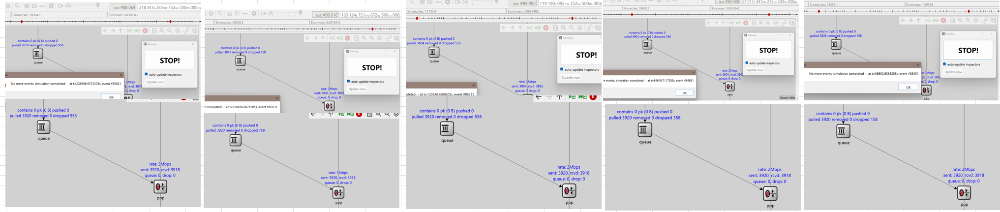 last: #88 064
218 343s 285ms 752us 500ns 000ps
Simsec/sec: 28004.8
Ev/simsec: 0.0916342
contains 0 pk (0 B) pushed 0
pulled 3876 removed 0 dropped 958
queue
Running...
STOP!
auto-update inspectors
Update now
No more events, simulation completed -- at t=228666.9373205s, event #89031
OK
contains 0 pk (0 B) pushed 0
pulled 3920 removed 0 dropped 958
queue
rate: 2Mbps
sent: 3920, rcvd: 3918
queue: 0, drop: 0
ppp
last: #86 016
163 124s 721ms 872us 500ns 000
Simsec/sec: 29306.3
Ev/simsec: 0.0916342
contains 0 pk (0 B) pushed 0
pulled 3847 removed 0 dropped 758
queue
Running...
STOP!
auto-update inspectors
Update now
rate: 2Mbps
sent: 3847, rcvd: 3845
queue: 0, drop: 0
n completed -- at t=180650.8621205s, event #87631
contains 0 pk (0 B) pushed 0
pulled 3920 removed 0 dropped 758
queue
rate: 2Mbps
sent: 3920, rcvd: 3918
queue: 0, drop: 0
ppp
last: #84 992
119 190s 092ms 352us 500ns 000
Simsec/sec: 11735.4
Ev/simsec: 0.0921482
contains 0 pk (0 B) pushed 0
pulled 3864 removed 0 dropped 558
queue
Running...
STOP!
auto-update inspectors
Update now
rate: 2Mbps
sent: 3864, rcvd: 3862
queue: 0, drop: 0
pleted -- at t=132634.7869205s, event #86231
contains 0 pk (0 B) pushed 0
pulled 3920 removed 0 dropped 558
queue
rate: 2Mbps
sent: 3920, rcvd: 3918
queue: 0, drop: 0
ppp
last: #84 480
81 017s 441ms 272us 500ns 000ps
Simsec/sec: 29620.2
Ev/simsec: 0.0916342
contains 0 pk (0 B) pushed 0
pulled 3904 removed 0 dropped 358
queue
Running...
STOP!
auto-update inspectors
Update now
rate: 2Mbps
sent: 3904, rcvd: 3902
queue: 0, drop: 0
ppp
e events, simulation completed -- at t=84618.7117205s, event #84831
OK
Zoom:1.69x
contains 0 pk (0 B) pushed 0
pulled 3920 removed 0 dropped 358
queue
rate: 2Mbps
sent: 3920, rcvd: 3918
queue: 0, drop: 0
ppp
Simsec/sec: 13257.1
Ev/simsec: 1.09358
contains 0 pk (0 B) pushed 0
pulled 3828 removed 0 dropped 158
queue
Running...
STOP!
auto-update inspectors
Update now
No more events, simulation completed -- at t=36602.6365205s, event #83431
OK
ppp
contains 0 pk (0 B) pushed 0
pulled 3920 removed 0 dropped 158
queue
rate: 2Mbps
sent: 3920, rcvd: 3918
queue: 0, drop: 0
ppp